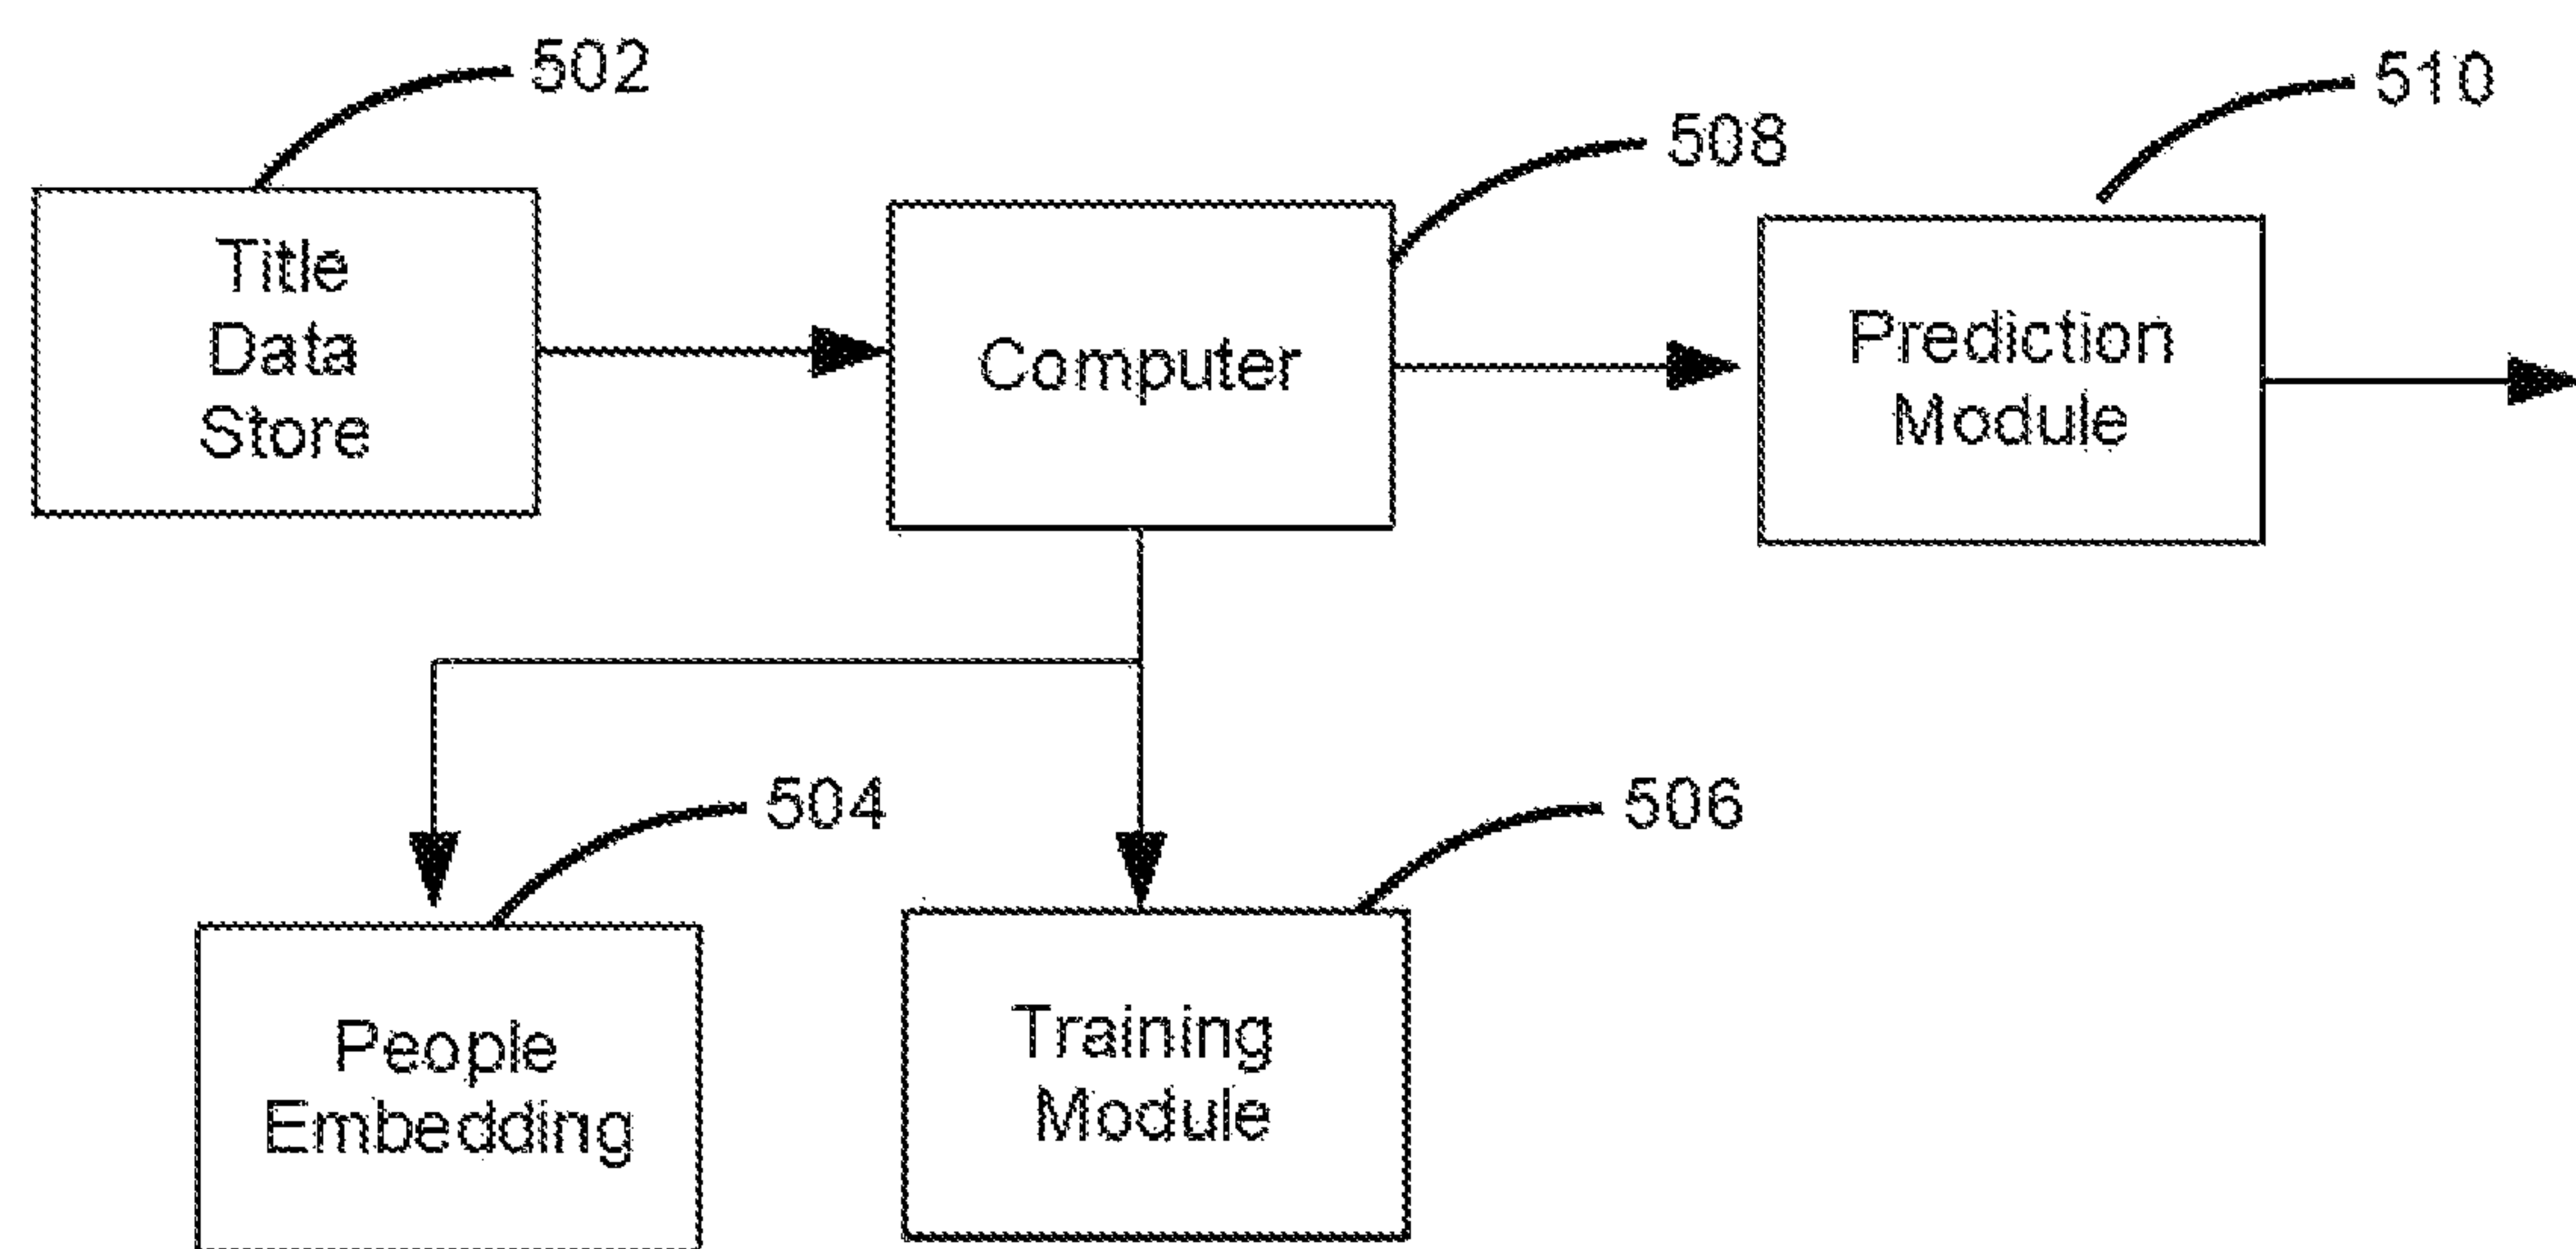 502
508
510
Title
Data
Store
Computer
Prediction
Module
504
506
People
Embedding
Training
Module